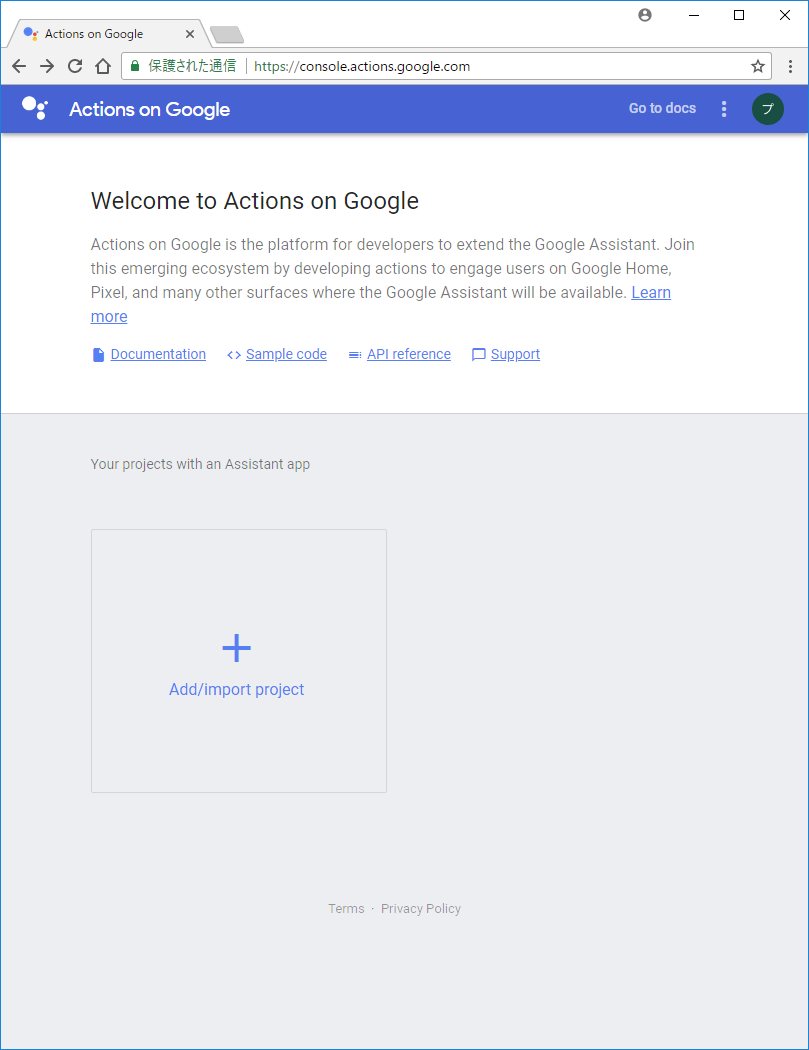 Actions on Google
保護された通信 https://console.actions.google.com
Actions on Google Go to docs プ
Welcome to Actions on Google
Actions on Google is the platform for developers to extend the Google Assistant. Join
this emerging ecosystem by developing actions to engage users on Google Home,
Pixel, and many other surfaces where the Google Assistant will be available. Learn
more
Documentation Sample code API reference Support
Your projects with an Assistant app
Add/import project
Terms · Privacy Policy